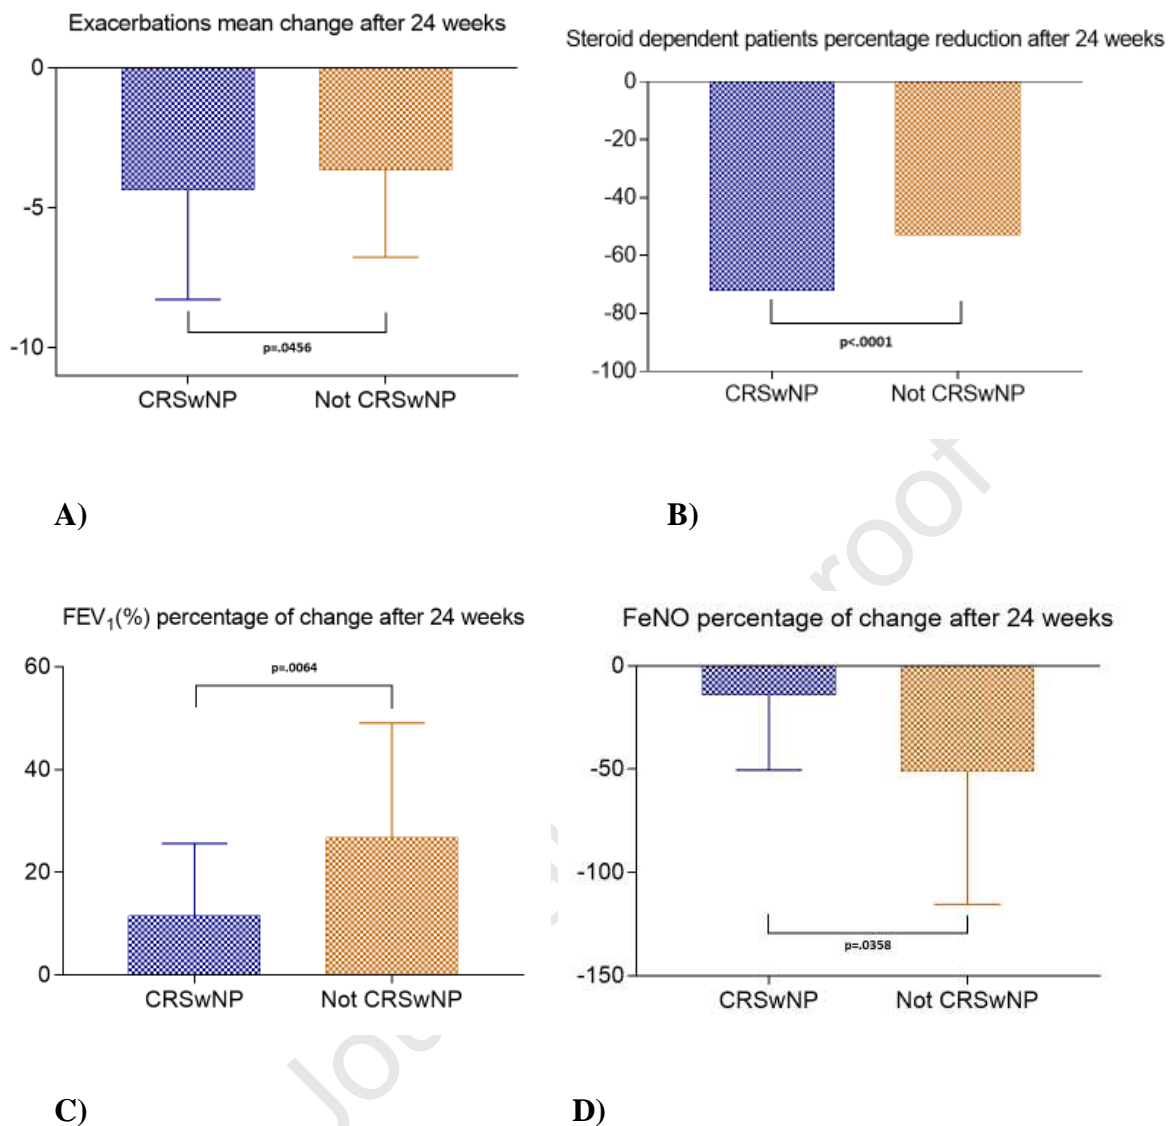 Exacerbations mean change after 24 weeks
0
-5
-10
p=.0456
CRSwNP Not CRSwNP
A)
Steroid dependent patients percentage reduction after 24 weeks
0
-20
-40
-60
-80
-100
p<.0001
CRSwNP Not CRSwNP
B)
FEV₁(%) percentage of change after 24 weeks
60
40
20
0
p=.0064
CRSwNP Not CRSwNP
C)
FeNO percentage of change after 24 weeks
0
-50
-100
-150
p=.0358
CRSwNP Not CRSwNP
D)